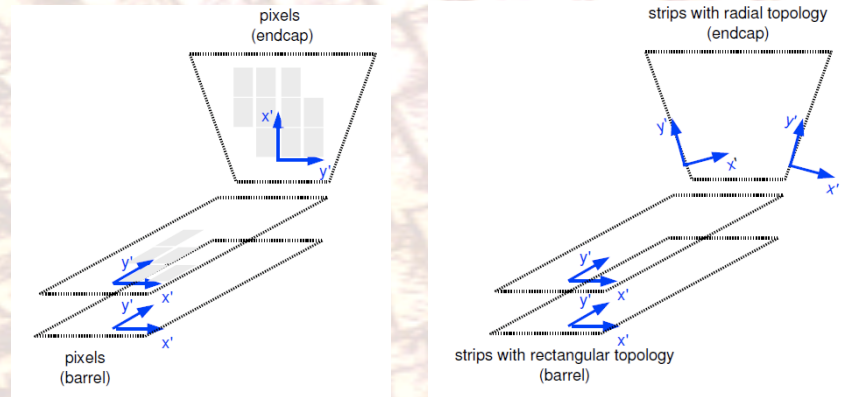 pixels
(endcap)
x'
y'
y'
x'
y'
x'
pixels
(barrel)
strips with radial topology
(endcap)
y'
x'
y'
x'
y'
x'
y'
x'
strips with rectangular topology
(barrel)